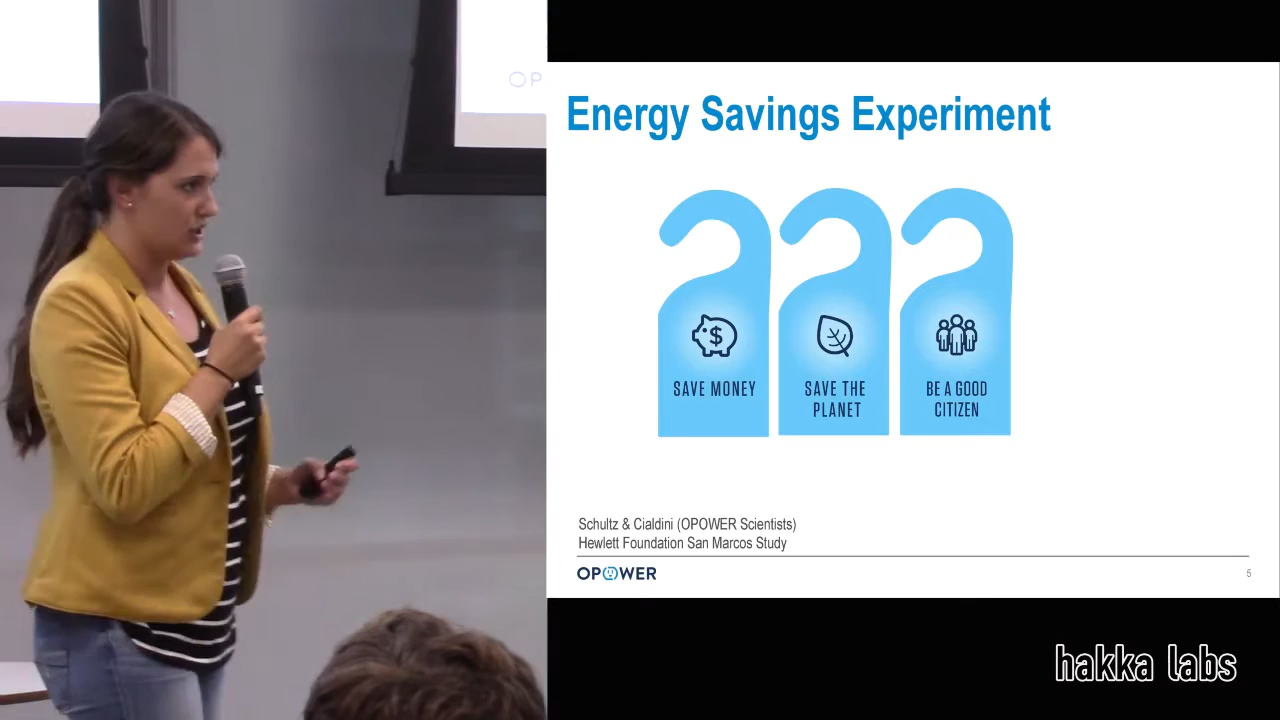 OP
Energy Savings Experiment
SAVE MONEY
SAVE THE
PLANET
BE A GOOD
CITIZEN
Schultz & Cialdini (OPOWER Scientists)
Hewlett Foundation San Marcos Study
OPOWER
5
hakka labs